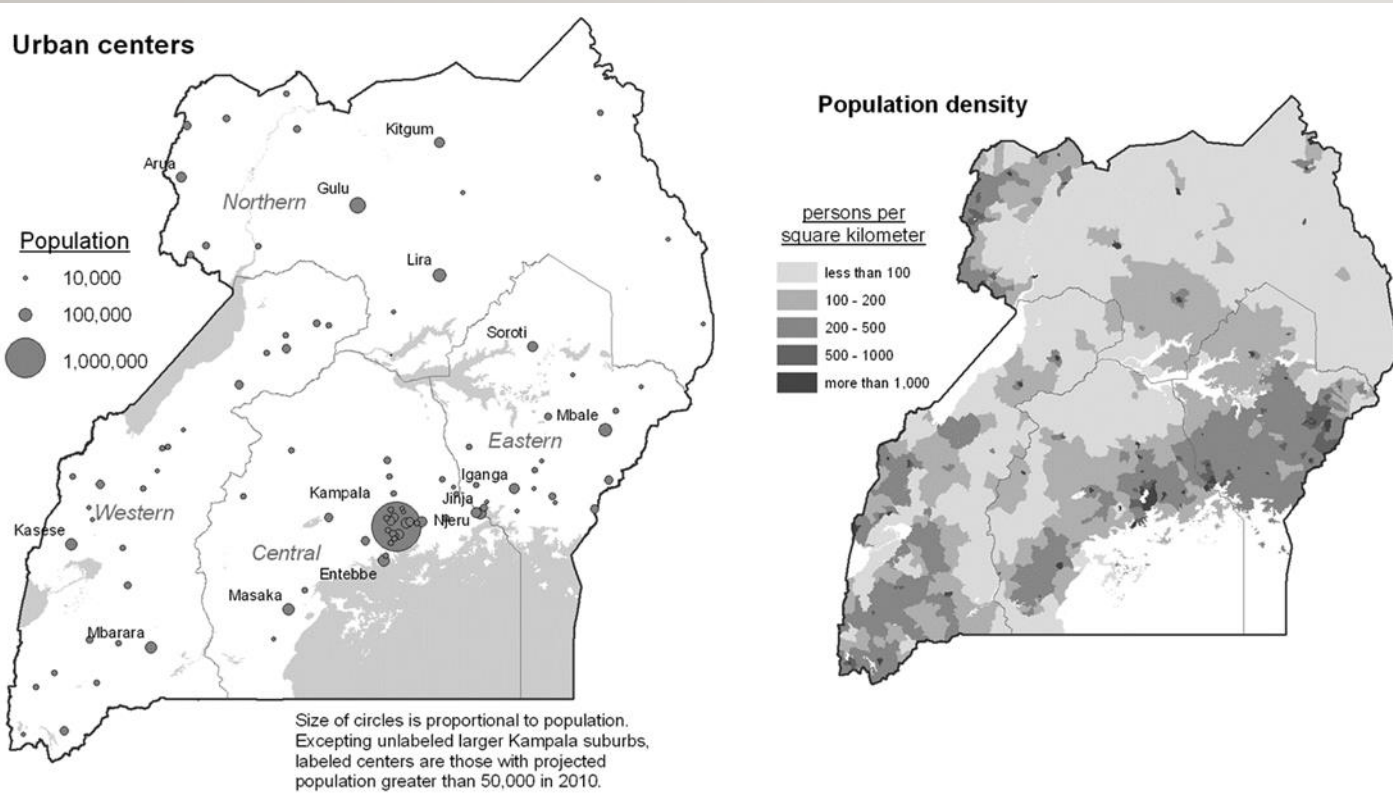 Urban centers
Kitgum
Arua
Gulu
Northern
Population
10,000
100,000
1,000,000
Lira
Soroti
Mbale
Eastern
Iganga
Kampala
Jinja
Njeru
Western
Kasese
Central
Entebbe
Masaka
Mbarara
Size of circles is proportional to population.
Excepting unlabeled larger Kampala suburbs,
labeled centers are those with projected
population greater than 50,000 in 2010.
Population density
persons per
square kilometer
less than 100
100 - 200
200 - 500
500 - 1000
more than 1,000